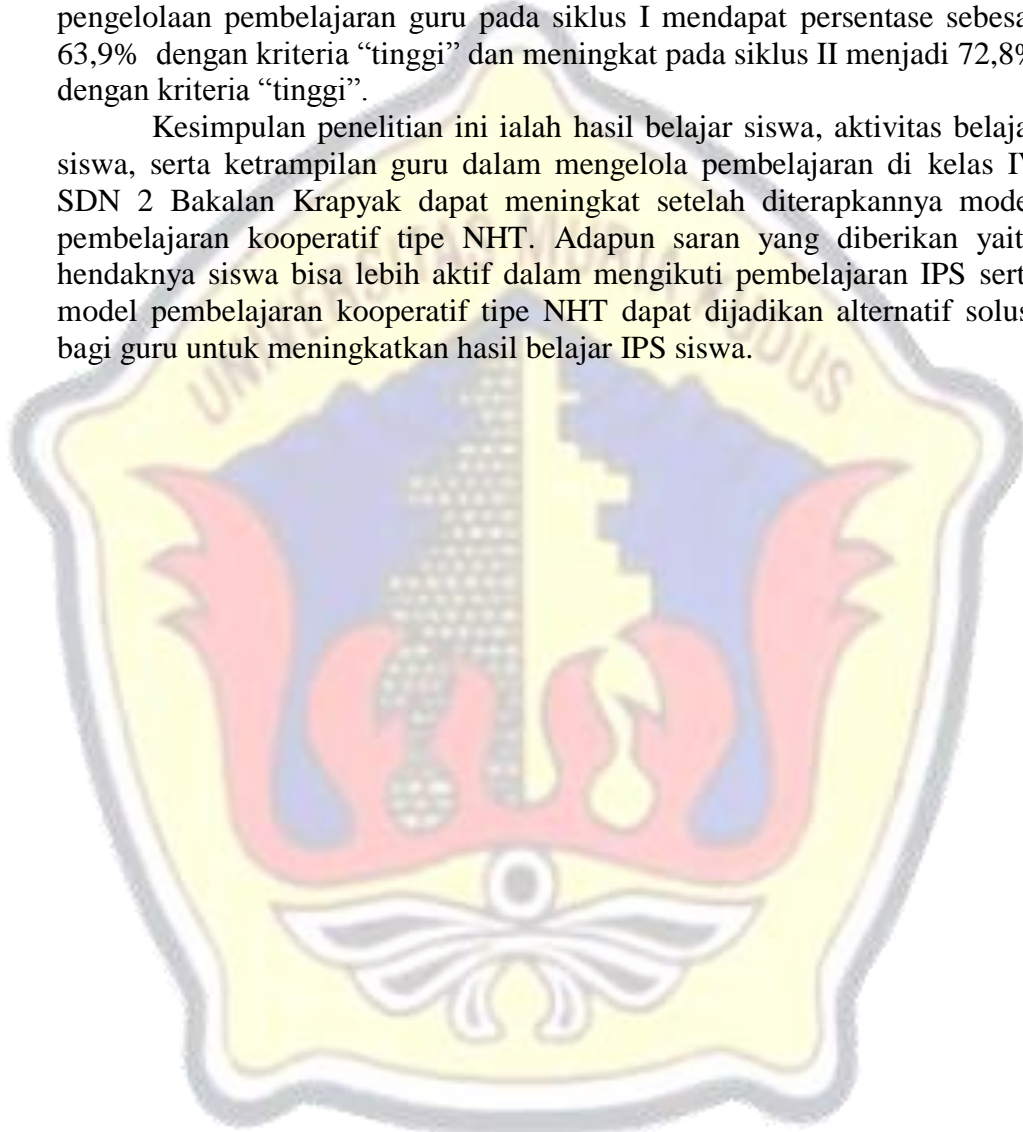 pengelolaan pembelajaran guru pada siklus I mendapat persentase sebesa
63,9% dengan kriteria “tinggi” dan meningkat pada siklus II menjadi 72,8%
dengan kriteria “tinggi”.
Kesimpulan penelitian ini ialah hasil belajar siswa, aktivitas belaja
siswa, serta ketrampilan guru dalam mengelola pembelajaran di kelas IV
SDN 2 Bakalan Krapyak dapat meningkat setelah diterapkannya mode
pembelajaran kooperatif tipe NHT. Adapun saran yang diberikan yait
hendaknya siswa bisa lebih aktif dalam mengikuti pembelajaran IPS sert
model pembelajaran kooperatif tipe NHT dapat dijadikan alternatif solus
bagi guru untuk meningkatkan hasil belajar IPS siswa.
UNIVERSITAS MURIA KUDUS